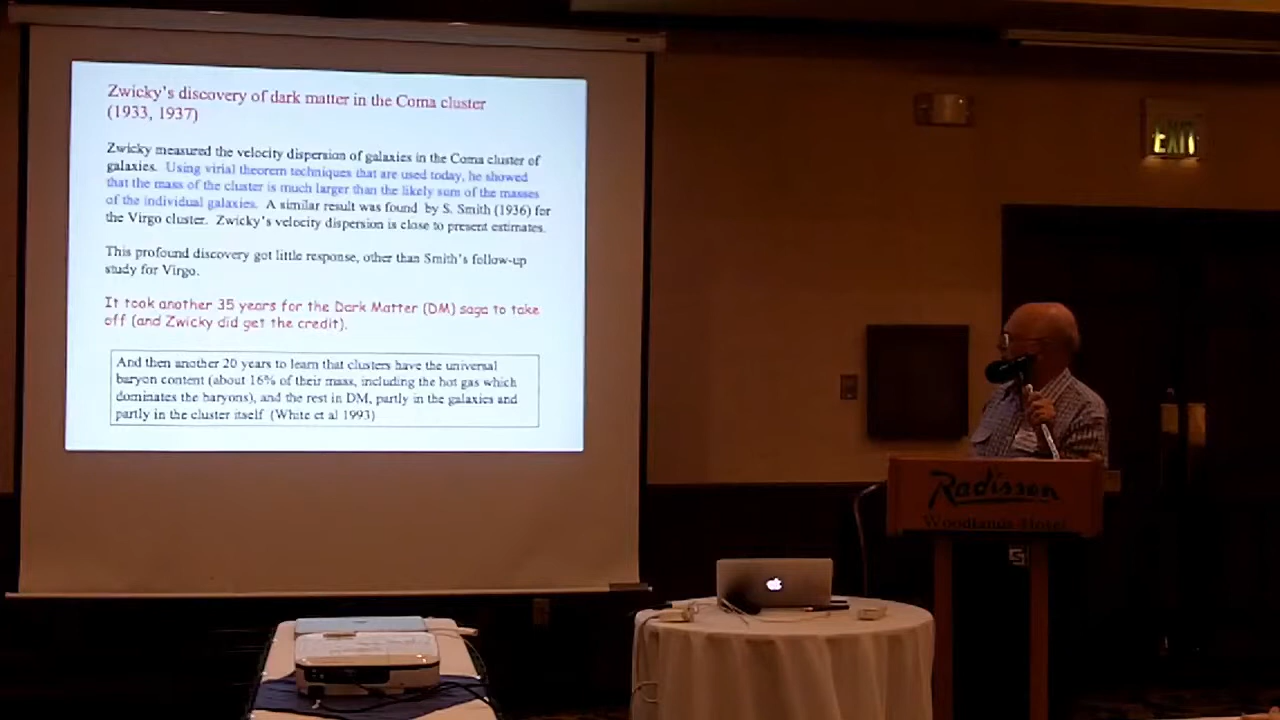 Zwicky's discovery of dark matter in the Coma cluster
(1933, 1937)
Zwicky measured the velocity dispersion of galaxies in the Coma cluster of
galaxies. Using virial theorem techniques that are used today, he showed
that the mass of the cluster is much larger than the likely sum of the masses
of the individual galaxies. A similar result was found by S. Smith (1936) for
the Virgo cluster. Zwicky's velocity dispersion is close to present estimates.
This profound discovery got little response, other than Smith's follow-up
study for Virgo.
It took another 35 years for the Dark Matter (DM) saga to take
off (and Zwicky did get the credit).
And then another 20 years to learn that clusters have the universal
baryon content (about 16% of their mass, including the hot gas which
dominates the baryons), and the rest in DM, partly in the galaxies and
partly in the cluster itself (White et al 1993)
EXIT
Radisson
Woodlands Hotel